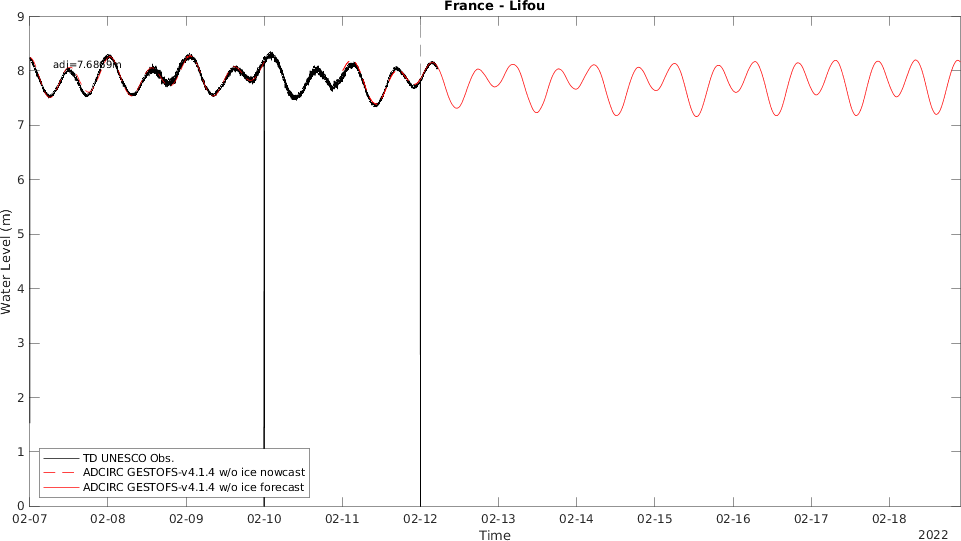 France - Lifou
9
adj=7.6889m
8
7
6
5
4
3
2
1
0
Water Level (m)
TD UNESCO Obs.
ADCIRC GESTOFS-v4.1.4 w/o ice nowcast
ADCIRC GESTOFS-v4.1.4 w/o ice forecast
02-07 02-08 02-09 02-10 02-11 02-12 02-13 02-14 02-15 02-16 02-17 02-18
Time
2022